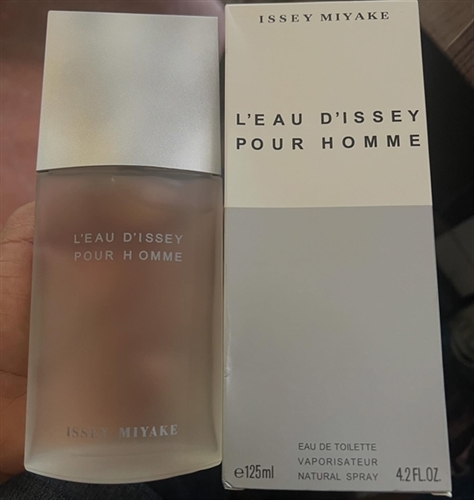 L'EAU D'ISSEY
POUR HOMME
ISSEY MIYAKE
ISSEY MIYAKE
L'EAU D'ISSEY
POUR HOMME
EAU DE TOILETTE
VAPORISATEUR
℮125ml NATURAL SPRAY 4.2 FL.OZ.